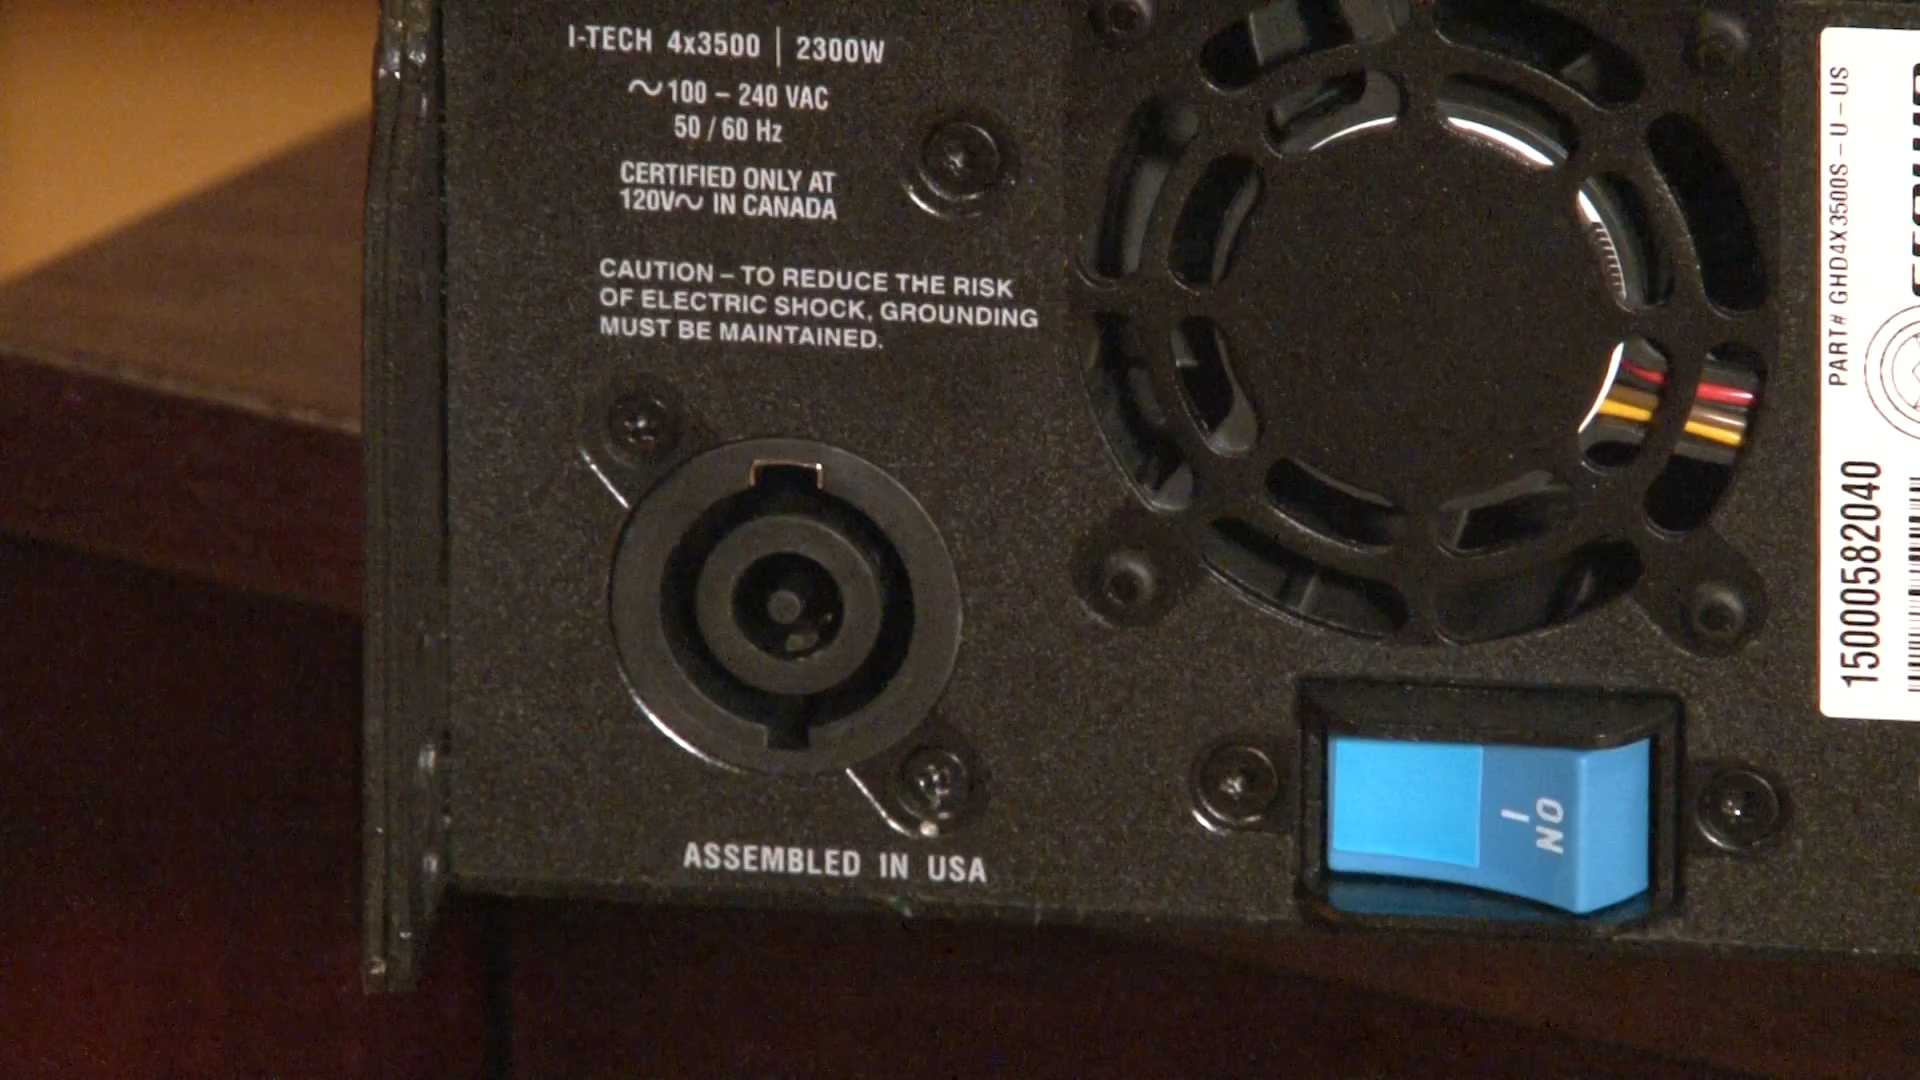 I-TECH 4x3500 | 2300W
~100 – 240 VAC
50 / 60 Hz
CERTIFIED ONLY AT
120V~ IN CANADA
CAUTION – TO REDUCE THE RISK
OF ELECTRIC SHOCK, GROUNDING
MUST BE MAINTAINED.
ASSEMBLED IN USA
I
ON
PART# GHD4X3500S – U – US
15000582040